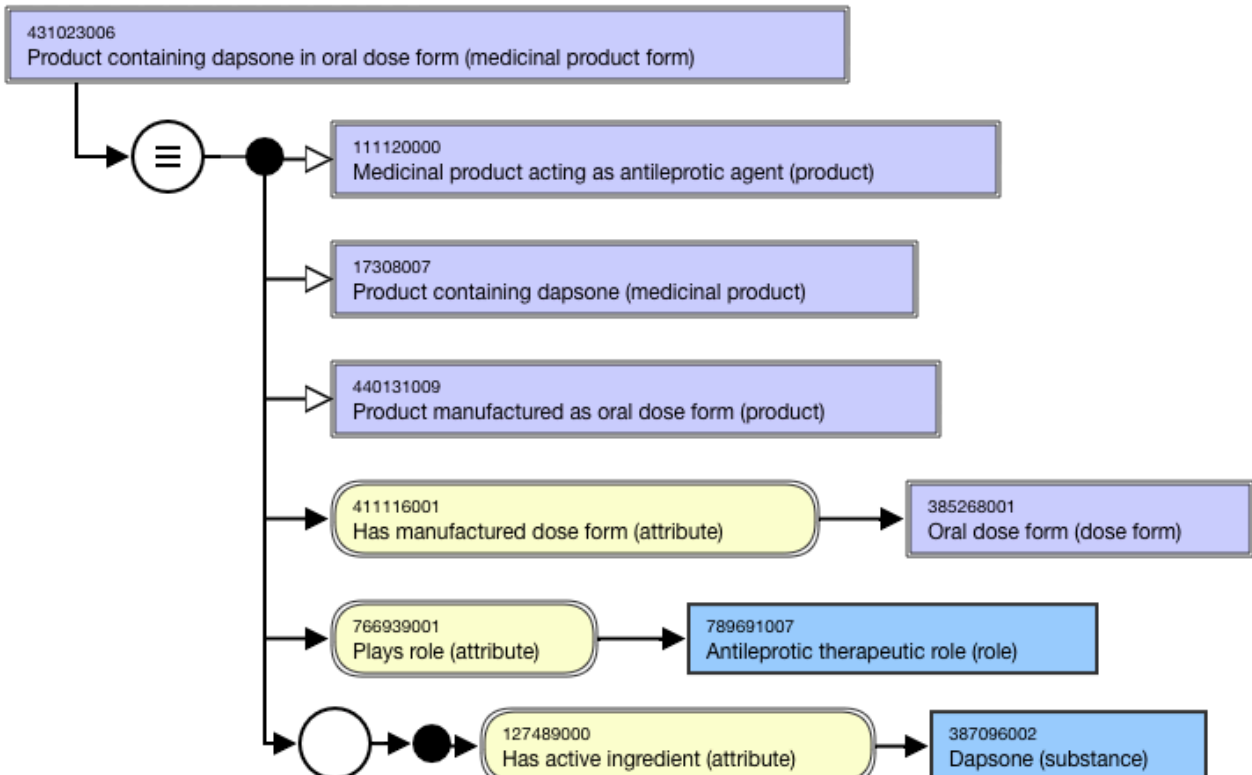 431023006
Product containing dapsone in oral dose form (medicinal product form)
111120000
Medicinal product acting as antileprotic agent (product)
17308007
Product containing dapsone (medicinal product)
440131009
Product manufactured as oral dose form (product)
411116001
Has manufactured dose form (attribute)
385268001
Oral dose form (dose form)
766939001
Plays role (attribute)
789691007
Antileprotic therapeutic role (role)
127489000
Has active ingredient (attribute)
387096002
Dapsone (substance)